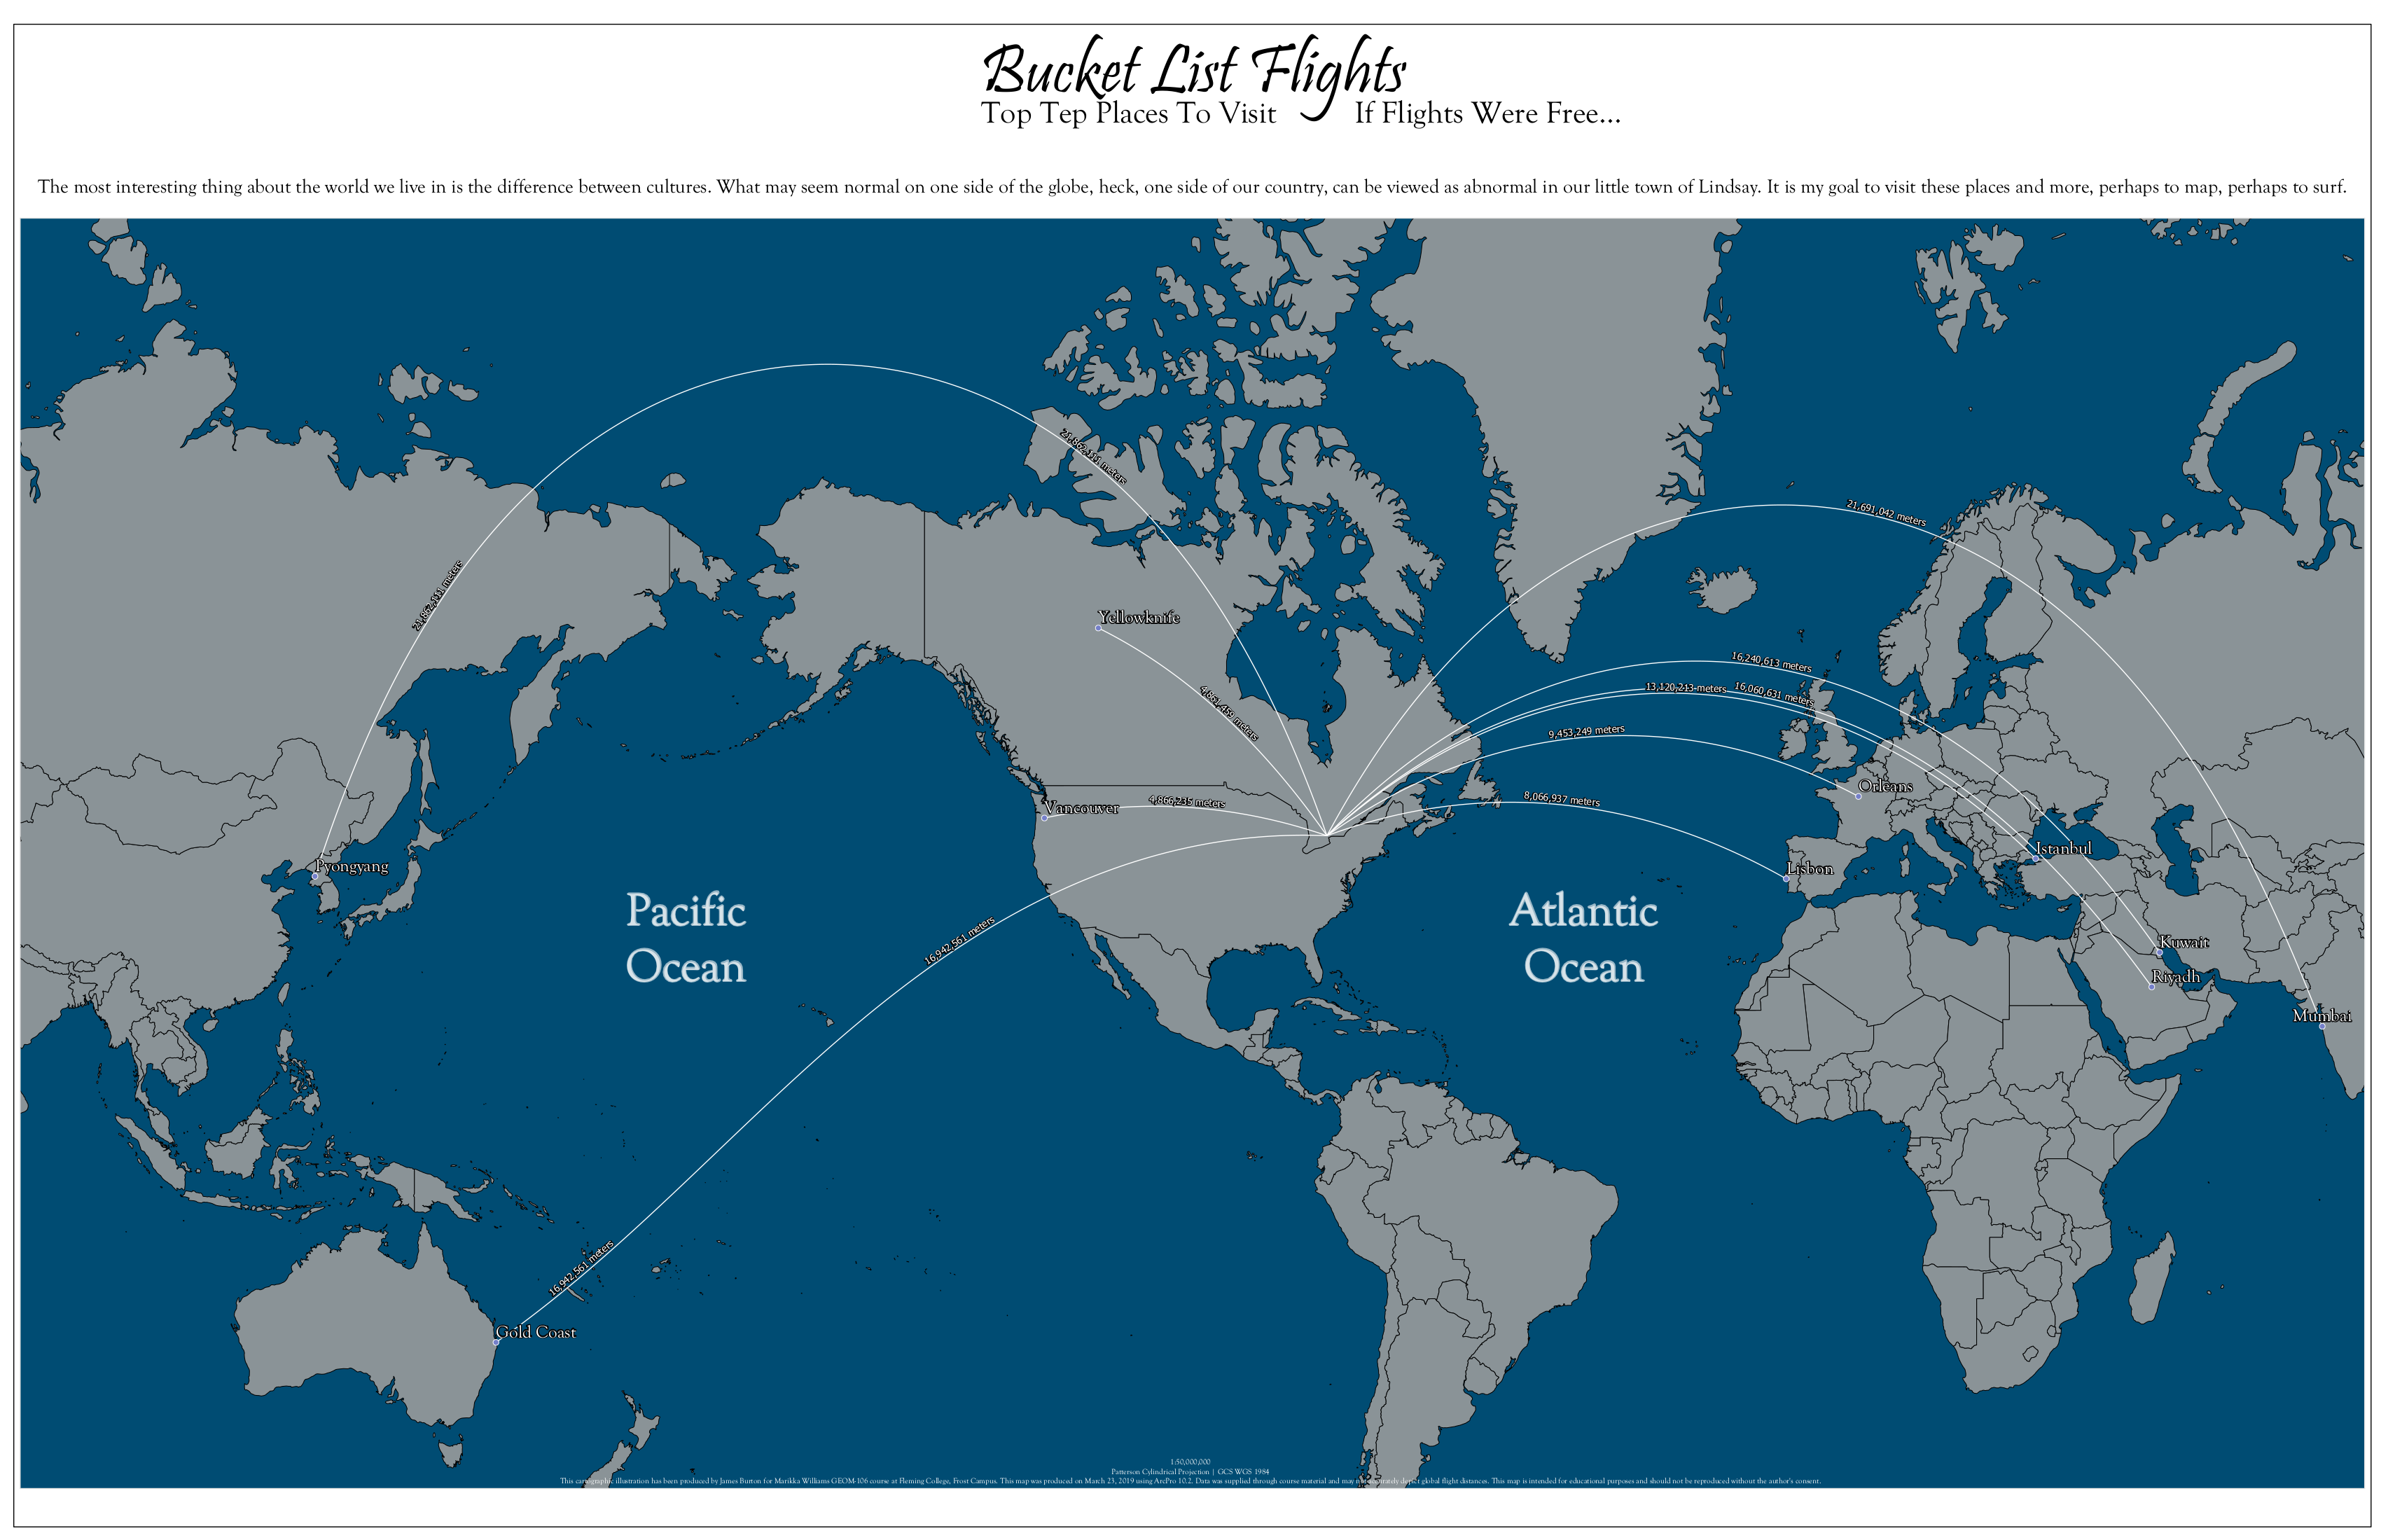 Bucket List Flights
Top Tep Places To Visit If Flights Were Free...
The most interesting thing about the world we live in is the difference between cultures. What may seem normal on one side of the globe, heck, one side of our country, can be viewed as abnormal in our little town of Lindsay. It is my goal to visit these places and more, perhaps to map, perhaps to surf.
21,862,111 meters
21,691,042 meters
21,862,111 meters
Yellowknife
4,861,459 meters
16,240,613 meters
13,120,213 meters
16,060,631 meters
9,453,249 meters
Orleans
Vancouver
4,866,235 meters
8,066,937 meters
Istanbul
Pyongyang
Lisbon
Pacific
Ocean
Atlantic
Ocean
16,942,561 meters
Kuwait
Riyadh
Mumbai
16,942,561 meters
Gold Coast
1:50,000,000
Patterson Cylindrical Projection | GCS WGS 1984
This cartographic illustration has been produced by James Burton for Marikka Williams GEOM-106 course at Fleming College, Frost Campus. This map was produced on March 23, 2019 using ArcPro 10.2. Data was supplied through course material and may depict global flight distances. This map is intended for educational purposes and should not be reproduced without the author's consent.